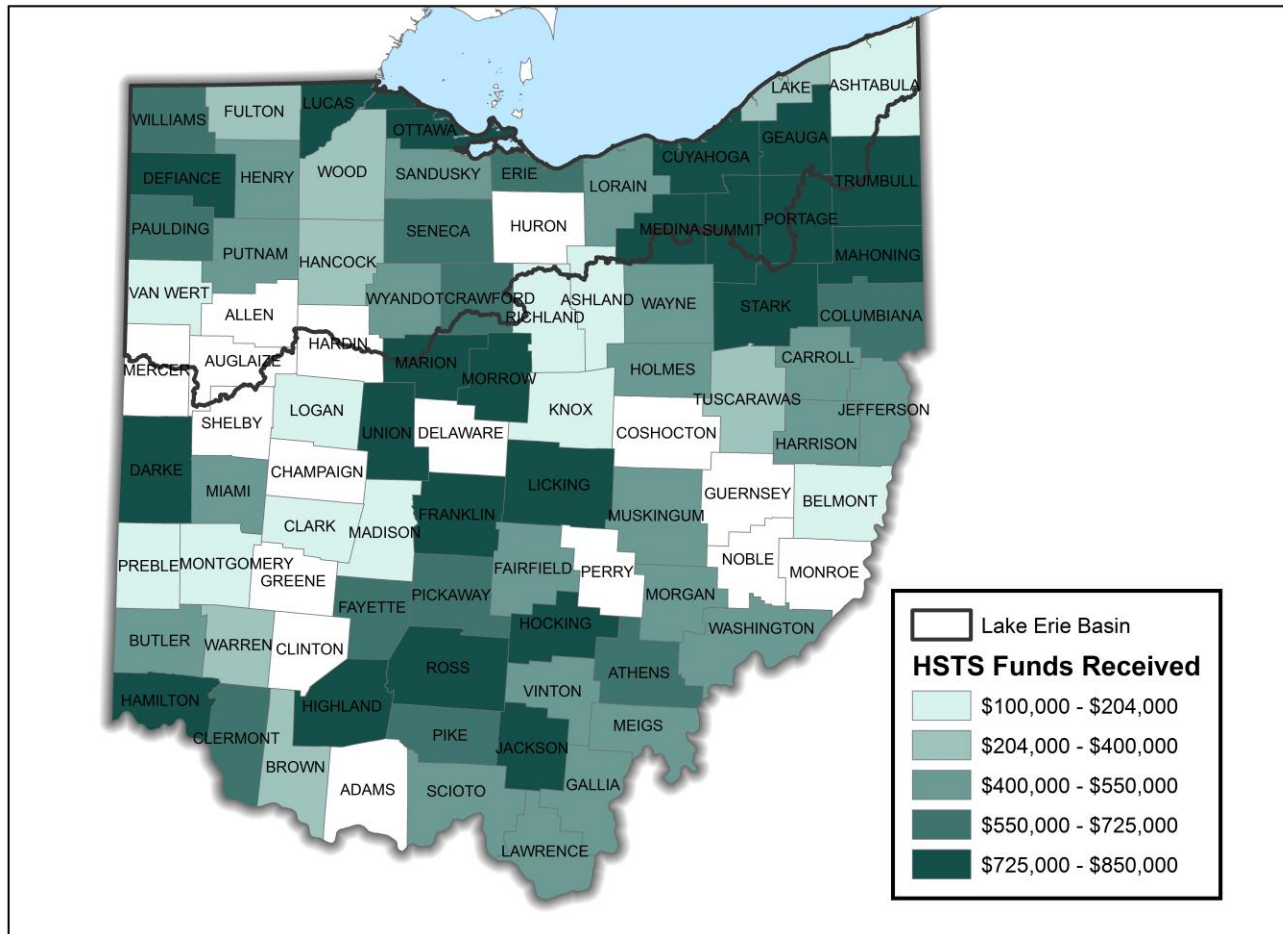 ASHTABULA
LAKE
LUCAS
FULTON
WILLIAMS
OTTAWA
GEAUGA
CUYAHOGA
WOOD
SANDUSKY
ERIE
DEFIANCE
HENRY
LORAIN
TRUMBULL
PAULDING
HURON
MEDINA
SUMMIT
PORTAGE
SENECA
PUTNAM
HANCOCK
MAHONING
VAN WERT
WYANDOT
CRAWFORD
ASHLAND
RICHLAND
WAYNE
STARK
COLUMBIANA
ALLEN
HARDIN
AUGLAIZE
MERCER
MARION
MORROW
HOLMES
CARROLL
TUSCARAWAS
JEFFERSON
LOGAN
KNOX
SHELBY
UNION
DELAWARE
COSHOCTON
HARRISON
DARKE
CHAMPAIGN
LICKING
GUERNSEY
BELMONT
MIAMI
FRANKLIN
MUSKINGUM
CLARK
MADISON
PREBLE
MONTGOMERY
GREENE
FAIRFIELD
PERRY
NOBLE
MONROE
FAYETTE
PICKAWAY
MORGAN
BUTLER
WARREN
CLINTON
HOCKING
WASHINGTON
ROSS
ATHENS
HAMILTON
HIGHLAND
VINTON
CLERMONT
PIKE
JACKSON
MEIGS
BROWN
ADAMS
SCIOTO
GALLIA
LAWRENCE
Lake Erie Basin
HSTS Funds Received
$100,000 - $204,000
$204,000 - $400,000
$400,000 - $550,000
$550,000 - $725,000
$725,000 - $850,000